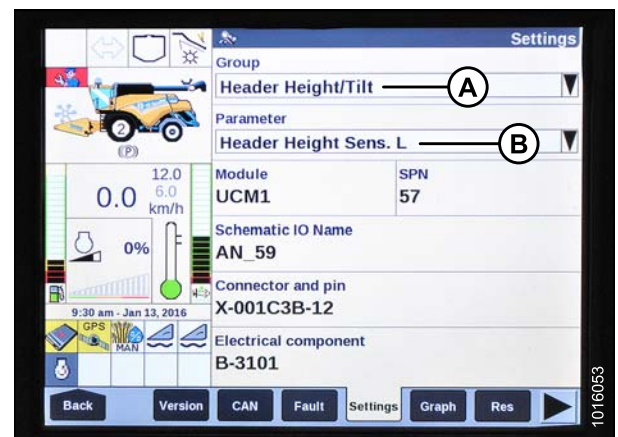 Settings
Group
Header Height/Tilt
A
Parameter
Header Height Sens. L
B
Module
UCM1
SPN
57
Schematic IO Name
AN_59
Connector and pin
X-001C3B-12
Electrical component
B-3101
2
(P)
12.0
0.0 6.0
km/h
0%
9:30 am - Jan 13, 2016
GPS
MAN
Back Version CAN Fault Settings Graph Res
1016053